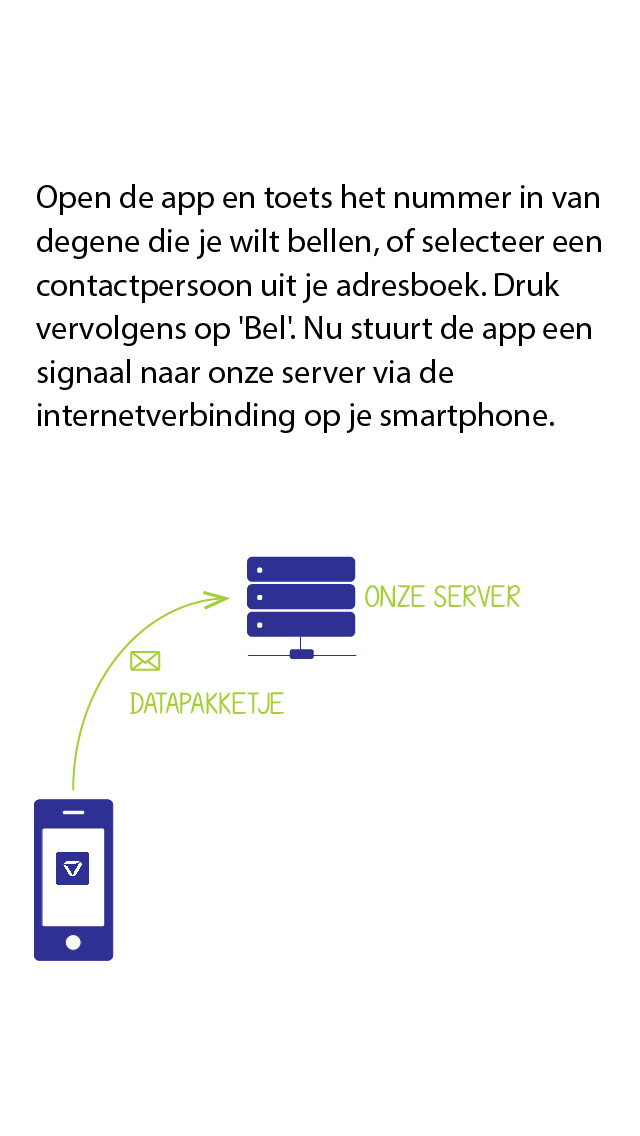 Open de app en toets het nummer in van
degene die je wilt bellen, of selecteer een
contactpersoon uit je adresboek. Druk
vervolgens op 'Bel'. Nu stuurt de app een
signaal naar onze server via de
internetverbinding op je smartphone.
ONZE SERVER
DATAPAKKETJE